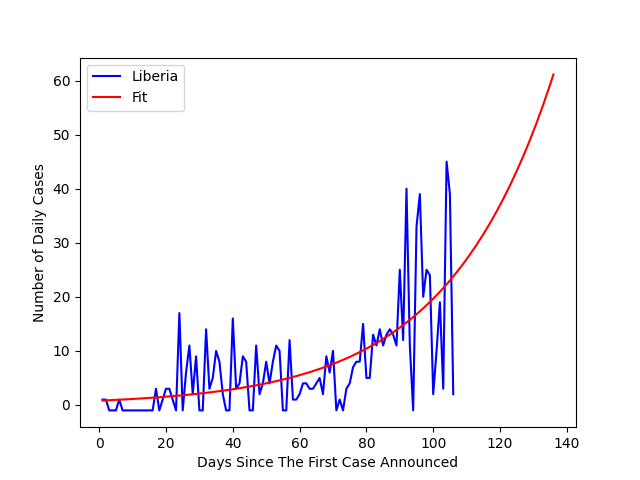 Liberia
Fit
60
50
40
30
20
10
0
Number of Daily Cases
0 20 40 60 80 100 120 140
Days Since The First Case Announced